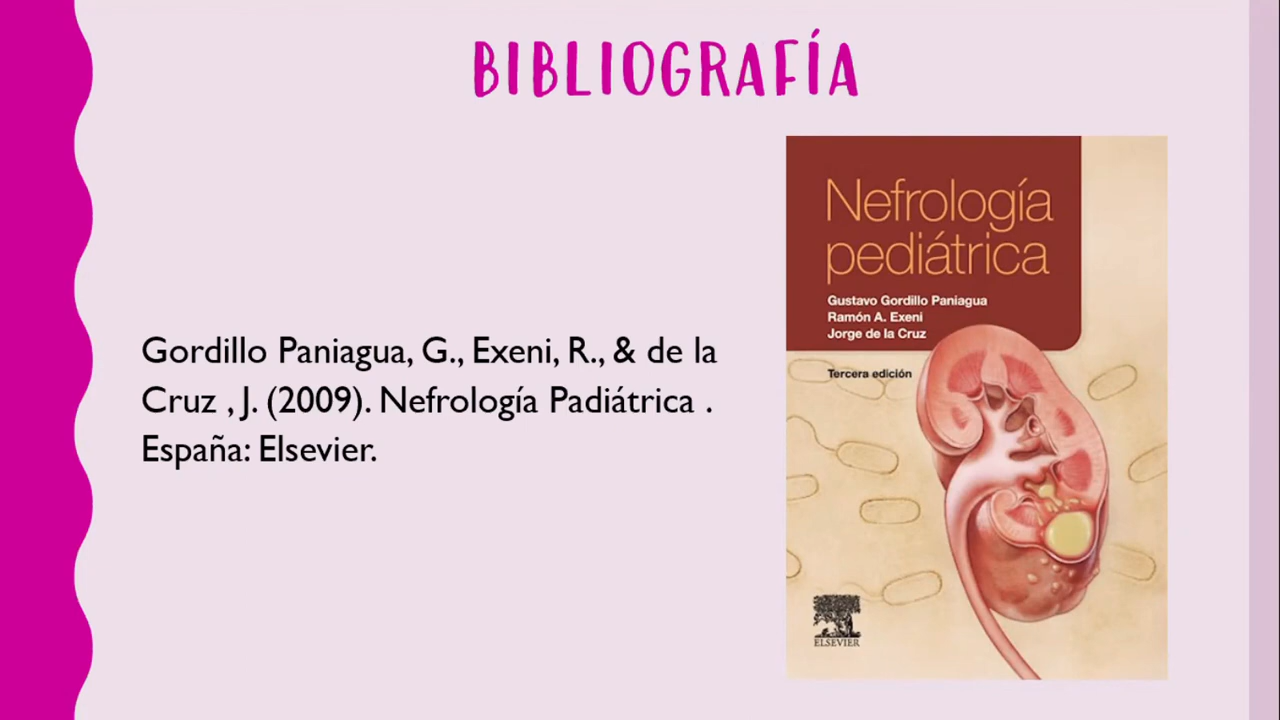 BIBLIOGRAFÍA
Gordillo Paniagua, G., Exeni, R., & de la
Cruz , J. (2009). Nefrología Padiátrica .
España: Elsevier.
Nefrología
pediátrica
Gustavo Gordillo Paniagua
Ramón A. Exeni
Jorge de la Cruz
Tercera edición
ELSEVIER